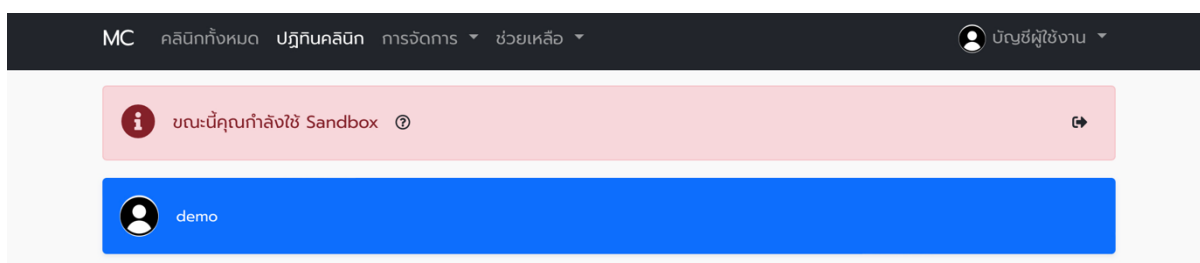 MC คลินิกทั้งหมด ปฏิทินคลินิก การจัดการ ช่วยเหลือ บัญชีผู้ใช้งาน
ขณะนี้คุณกำลังใช้ Sandbox
demo